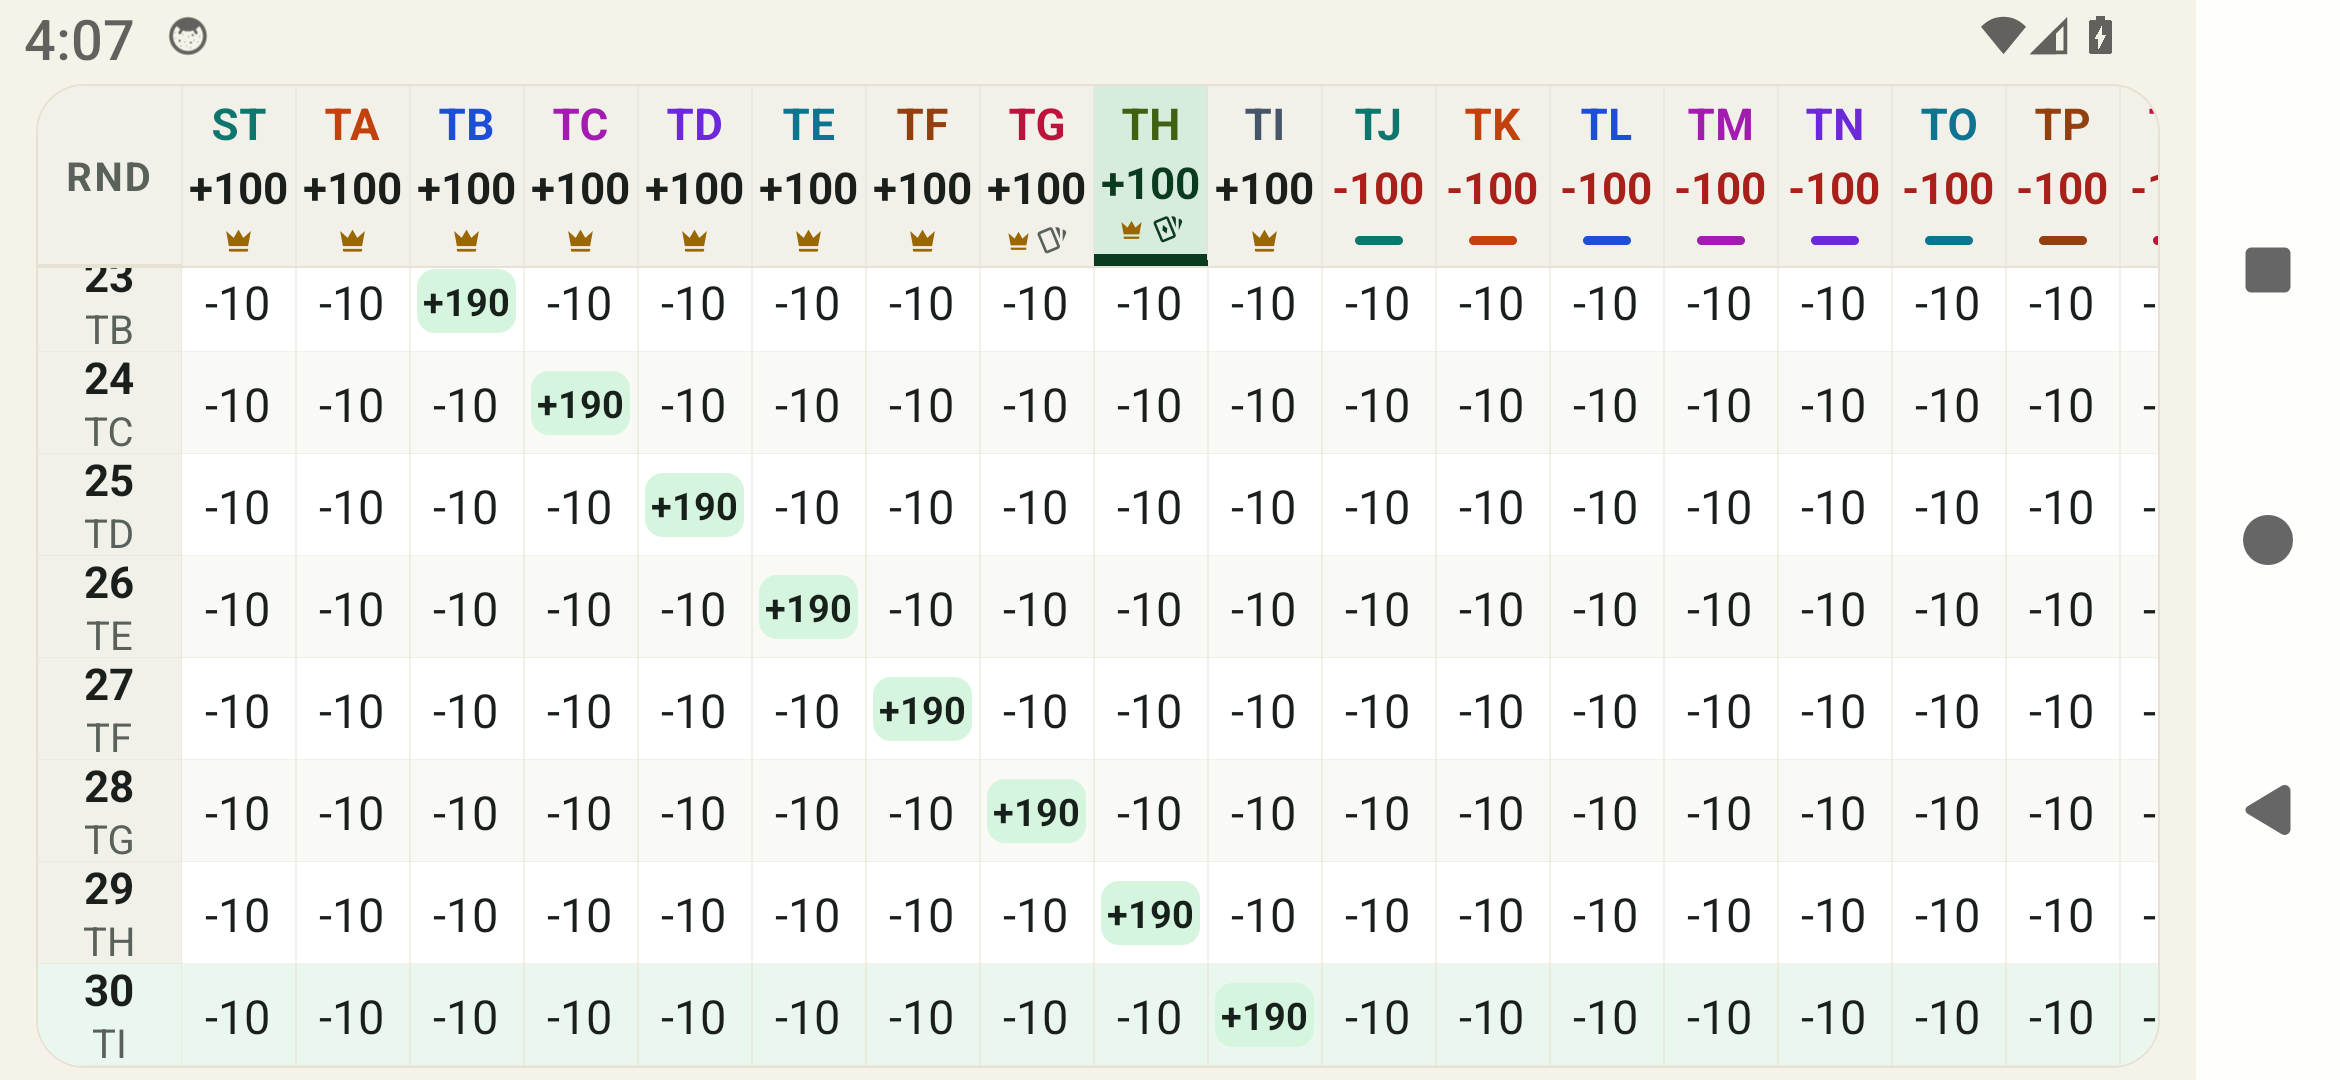 4:07
RND ST TA TB TC TD TE TF TG TH TI TJ TK TL TM TN TO TP
+100 +100 +100 +100 +100 +100 +100 +100 +100 +100 -100 -100 -100 -100 -100 -100 -100
23 TB -10 -10 +190 -10 -10 -10 -10 -10 -10 -10 -10 -10 -10 -10 -10 -10 -10
24 TC -10 -10 -10 +190 -10 -10 -10 -10 -10 -10 -10 -10 -10 -10 -10 -10 -10
25 TD -10 -10 -10 -10 +190 -10 -10 -10 -10 -10 -10 -10 -10 -10 -10 -10 -10
26 TE -10 -10 -10 -10 -10 +190 -10 -10 -10 -10 -10 -10 -10 -10 -10 -10 -10
27 TF -10 -10 -10 -10 -10 -10 +190 -10 -10 -10 -10 -10 -10 -10 -10 -10 -10
28 TG -10 -10 -10 -10 -10 -10 -10 +190 -10 -10 -10 -10 -10 -10 -10 -10 -10
29 TH -10 -10 -10 -10 -10 -10 -10 -10 +190 -10 -10 -10 -10 -10 -10 -10 -10
30 TI -10 -10 -10 -10 -10 -10 -10 -10 -10 +190 -10 -10 -10 -10 -10 -10 -10